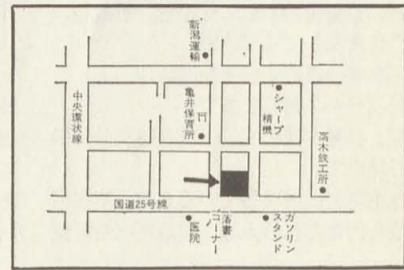 新潟運輸
中央環状線
亀井保育所
シャープ
精機
高木鉄工所
国道25号線
医院
落書
コーナー
ガソリン
スタンド